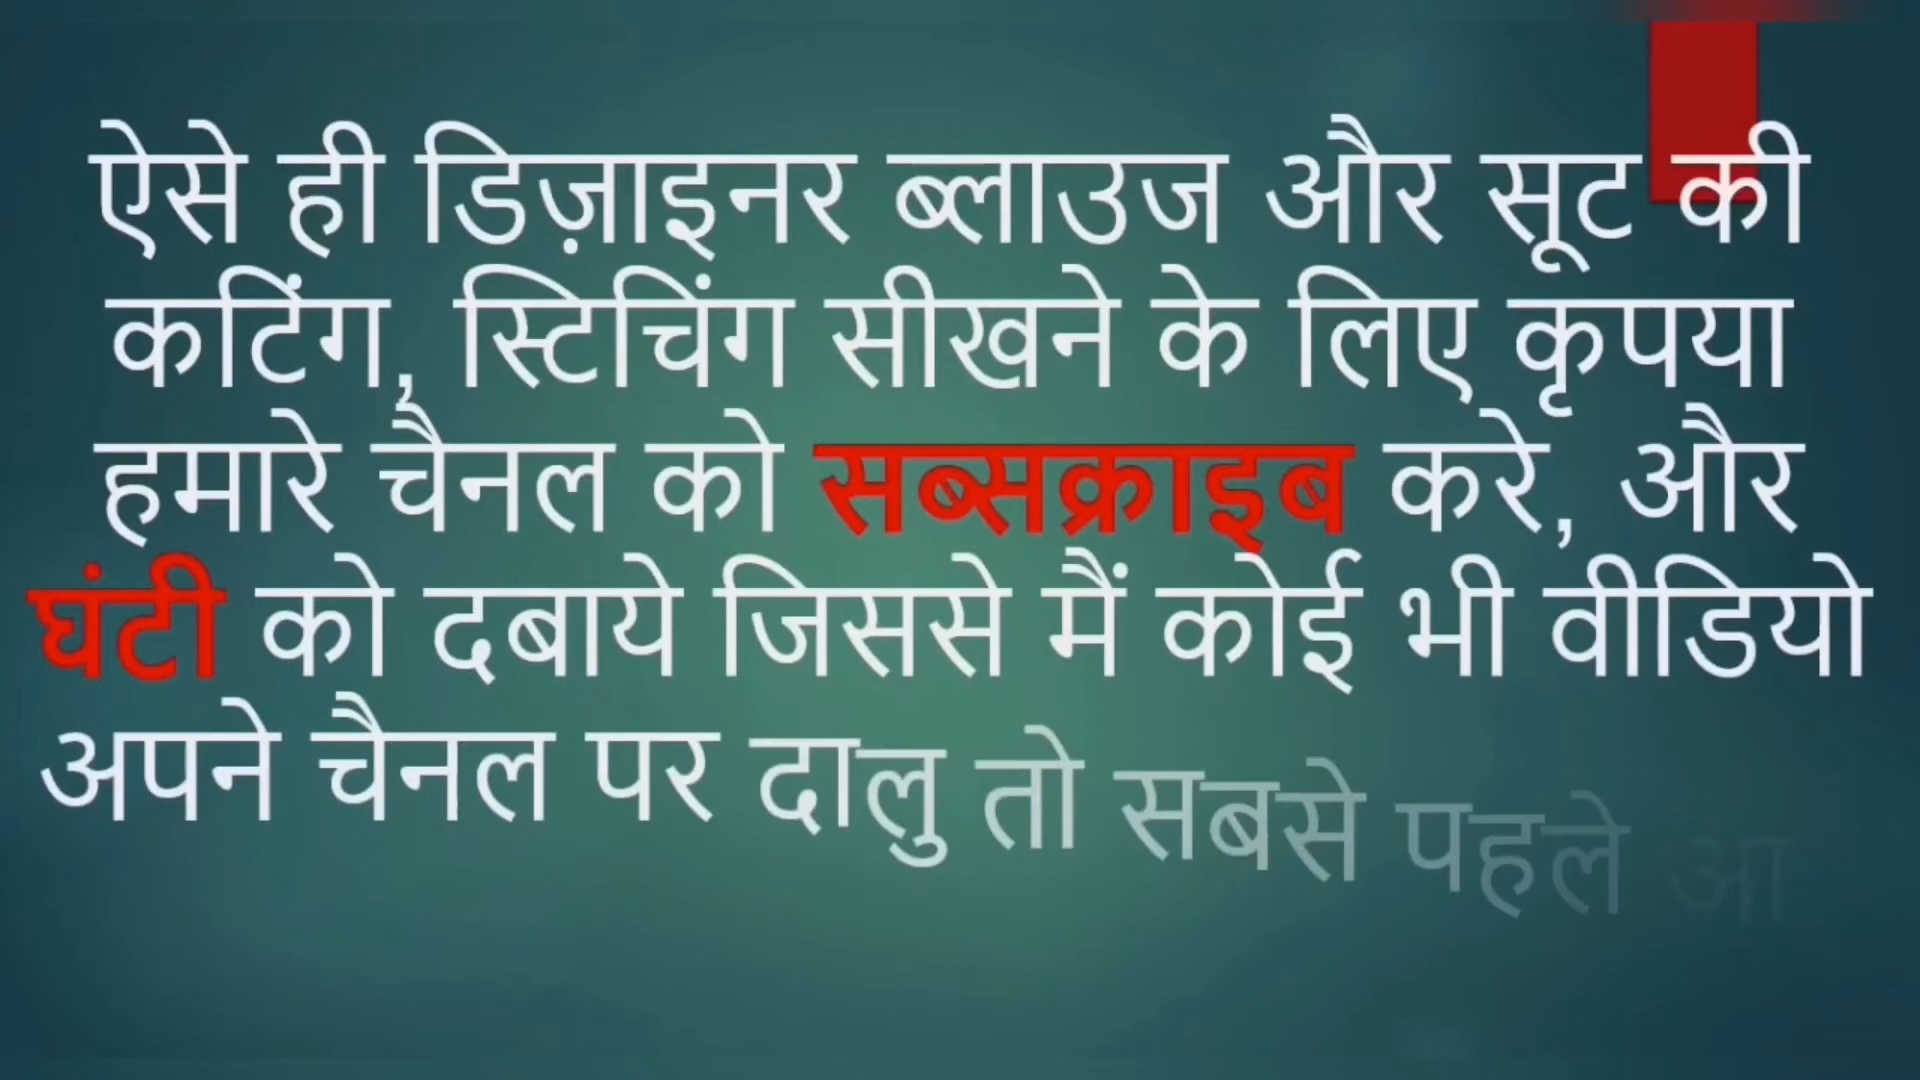 ऐसे ही डिज़ाइनर ब्लाउज और सूट की
कटिंग, स्टिचिंग सीखने के लिए कृपया
हमारे चैनल को सब्सक्राइब करे, और
घंटी को दबाये जिससे मैं कोई भी वीडियो
अपने चैनल पर दालु तो सबसे पहले आ